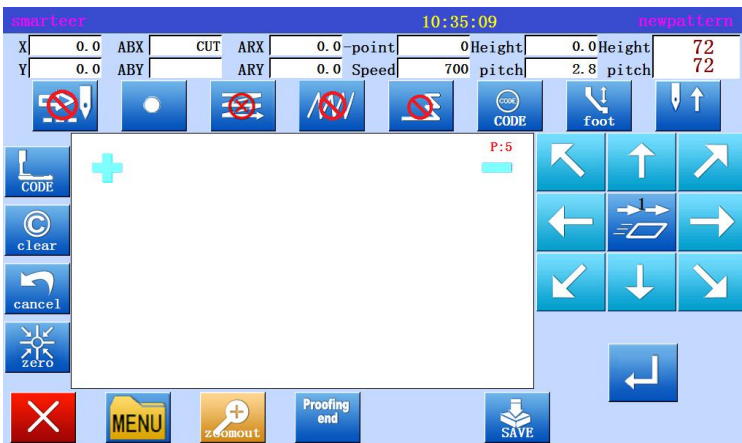 smarteer 10:35:09 newpattern
X 0.0 ABX CUT ARX 0.0 -point 0 Height 0.0 Height 72
Y 0.0 ABY ARY 0.0 Speed 700 pitch 2.8 pitch 72
CODE
CODE
foot
P:5
CODE
1
C
clear
cancel
zero
MENU
zoomout
Proofing
end
SAVE